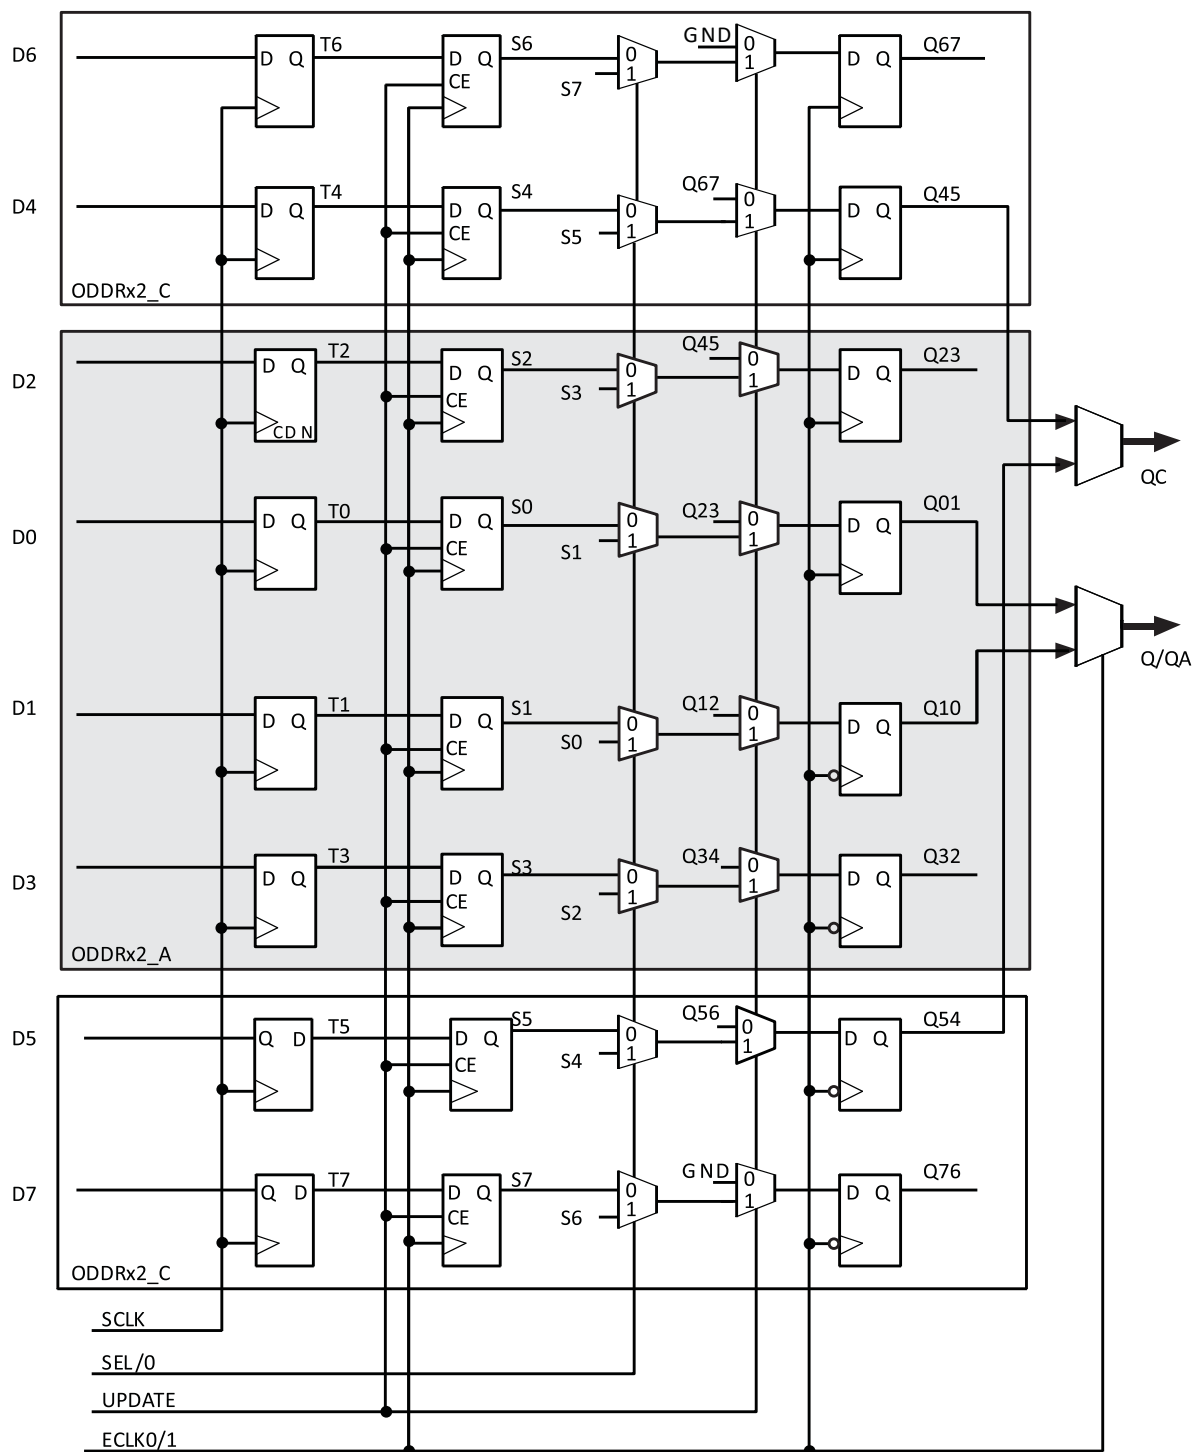 D6 D Q T6 D Q CE S6 S7 0 1 GND 0 1 D Q Q67
D4 D Q T4 D Q CE S4 S5 0 1 Q67 0 1 D Q Q45
ODDRx2_C
D2 D Q CDN T2 D Q CE S2 S3 0 1 Q45 0 1 D Q Q23
QC
D0 D Q T0 D Q CE S0 S1 0 1 Q23 0 1 D Q Q01
Q/QA
D1 D Q T1 D Q CE S1 S0 0 1 Q12 0 1 D Q Q10
D3 D Q T3 D Q CE S3 S2 0 1 Q34 0 1 D Q Q32
ODDRx2_A
D5 Q D T5 D Q CE S5 S4 0 1 Q56 0 1 D Q Q54
D7 Q D T7 D Q CE S7 S6 0 1 GND 0 1 D Q Q76
ODDRx2_C
SCLK
SEL/0
UPDATE
ECLK0/1